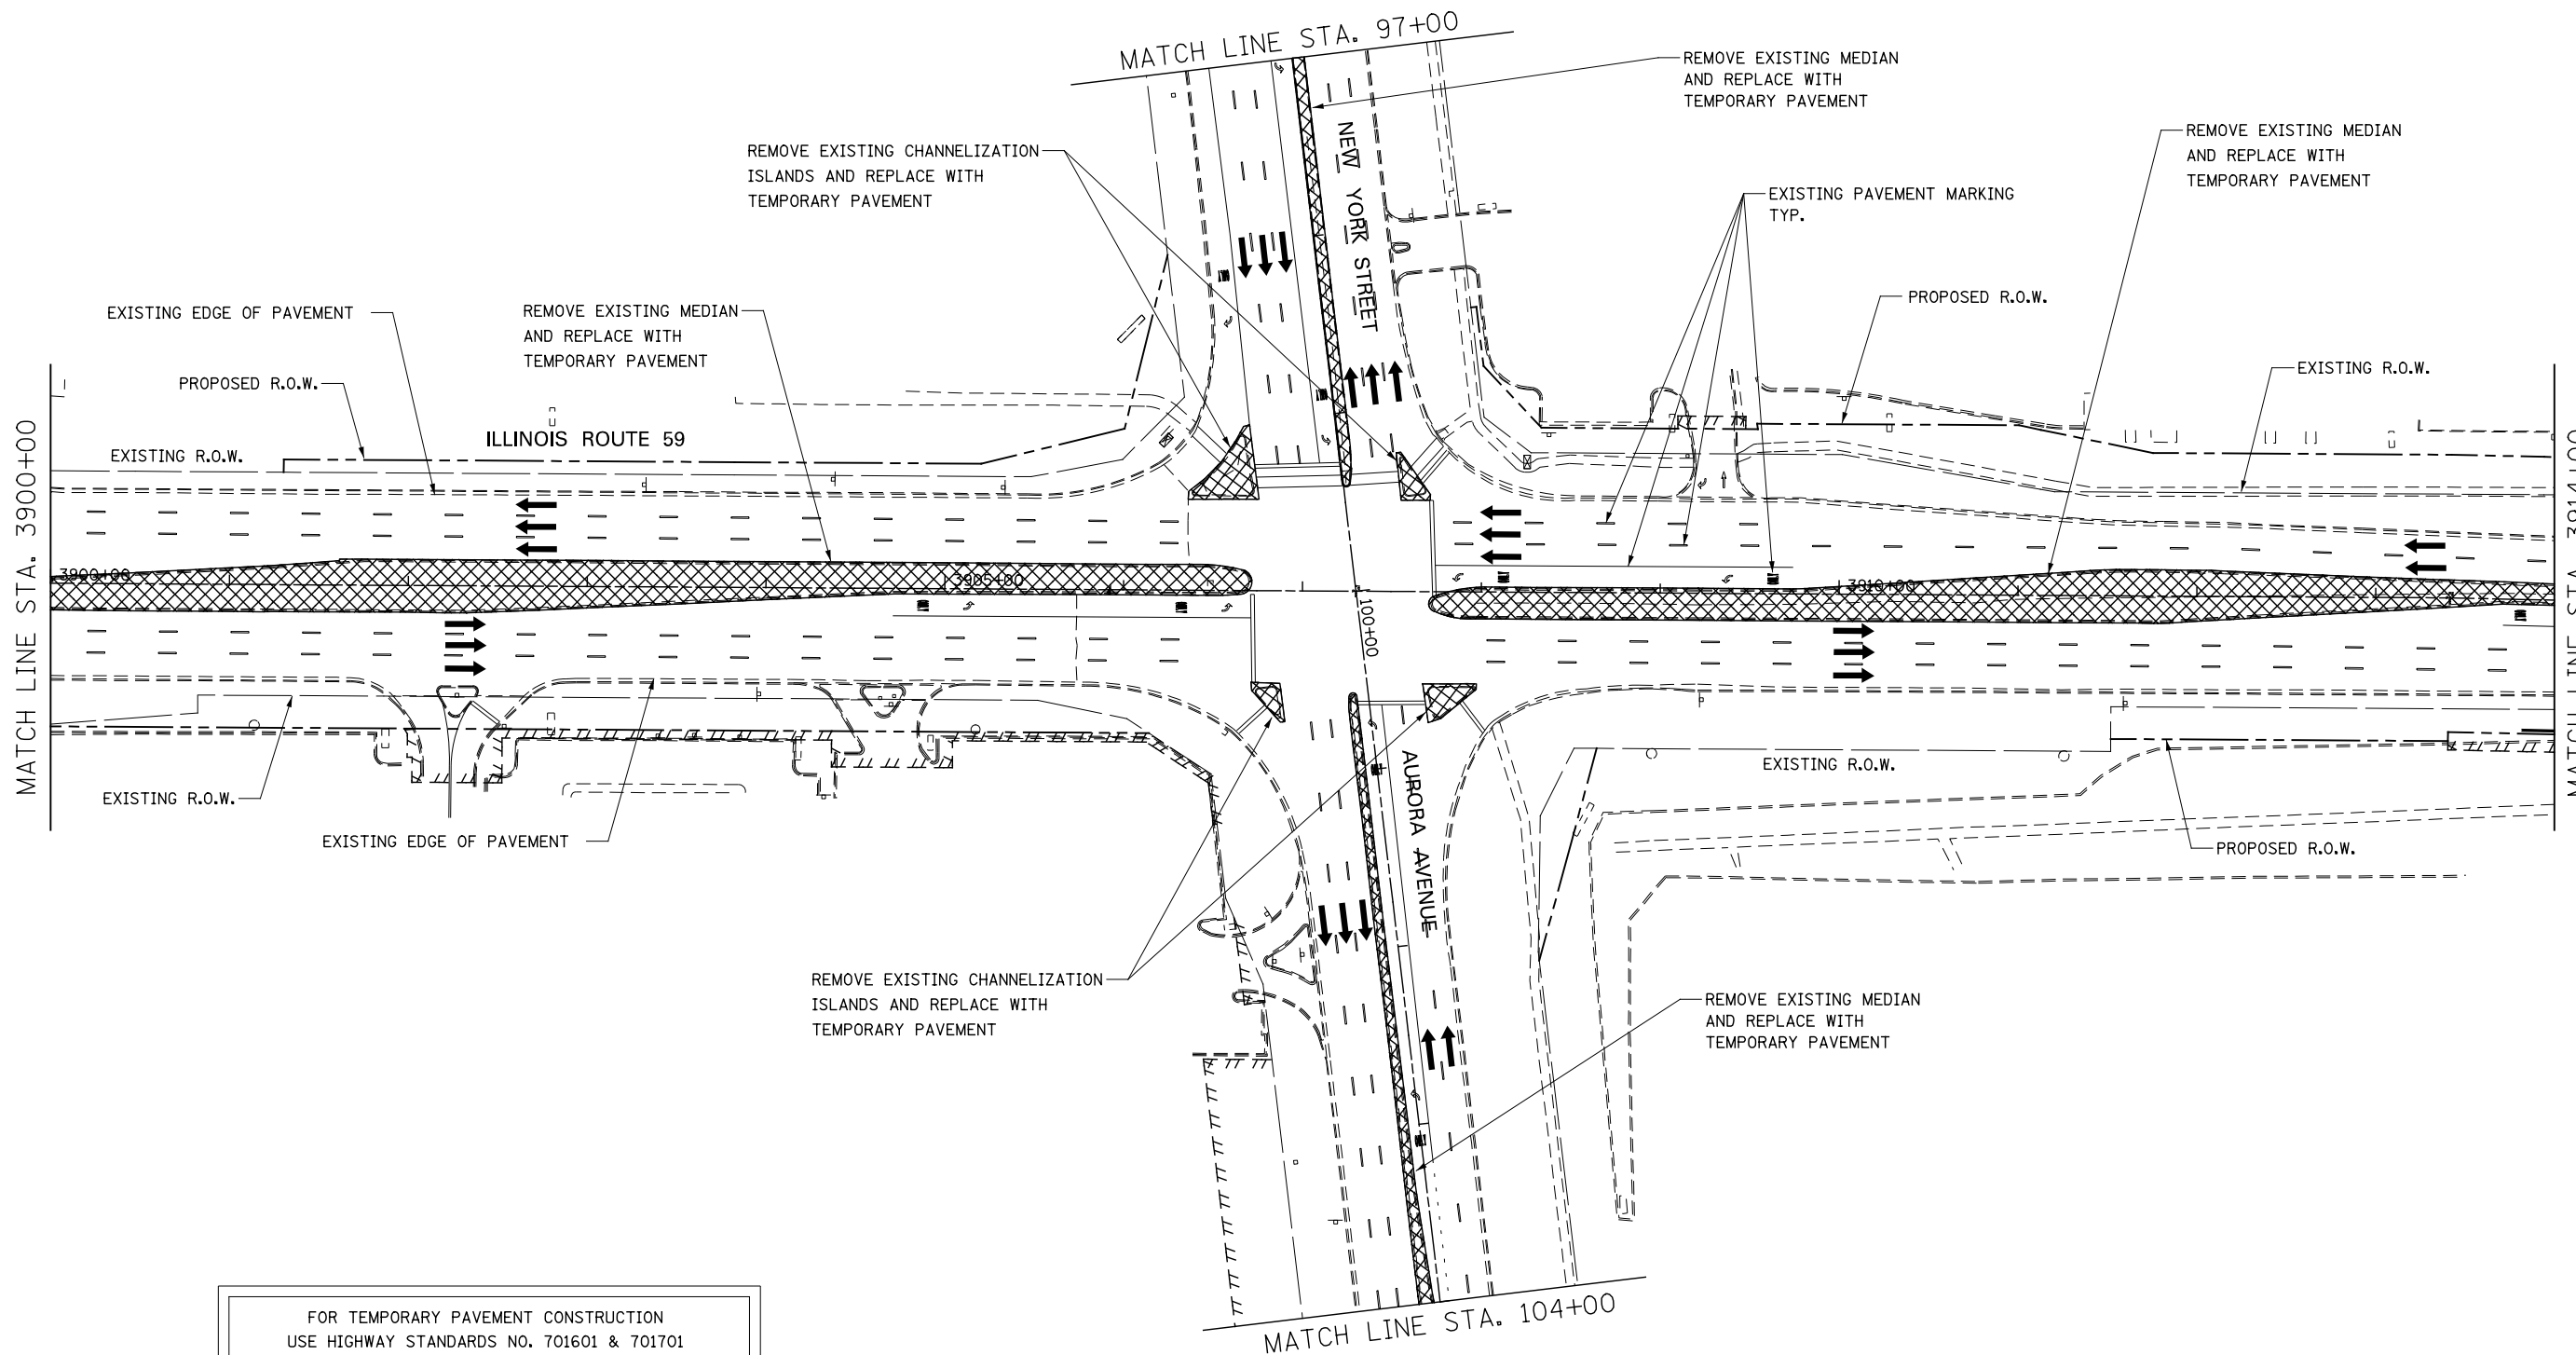 MATCH LINE STA. 97+00
REMOVE EXISTING MEDIAN
AND REPLACE WITH
TEMPORARY PAVEMENT
REMOVE EXISTING MEDIAN
AND REPLACE WITH
TEMPORARY PAVEMENT
REMOVE EXISTING CHANNELIZATION
ISLANDS AND REPLACE WITH
TEMPORARY PAVEMENT
NEW YORK STREET
EXISTING PAVEMENT MARKING
TYP.
EXISTING EDGE OF PAVEMENT
REMOVE EXISTING MEDIAN
AND REPLACE WITH
TEMPORARY PAVEMENT
PROPOSED R.O.W.
PROPOSED R.O.W.
EXISTING R.O.W.
ILLINOIS ROUTE 59
EXISTING R.O.W.
MATCH LINE STA. 3900+00
3900+00
3905+00
3910+00
100+00
MATCH LINE STA. 3914+00
AURORA AVENUE
EXISTING R.O.W.
EXISTING R.O.W.
EXISTING EDGE OF PAVEMENT
PROPOSED R.O.W.
REMOVE EXISTING CHANNELIZATION
ISLANDS AND REPLACE WITH
TEMPORARY PAVEMENT
REMOVE EXISTING MEDIAN
AND REPLACE WITH
TEMPORARY PAVEMENT
MATCH LINE STA. 104+00
FOR TEMPORARY PAVEMENT CONSTRUCTION
USE HIGHWAY STANDARDS NO. 701601 & 701701